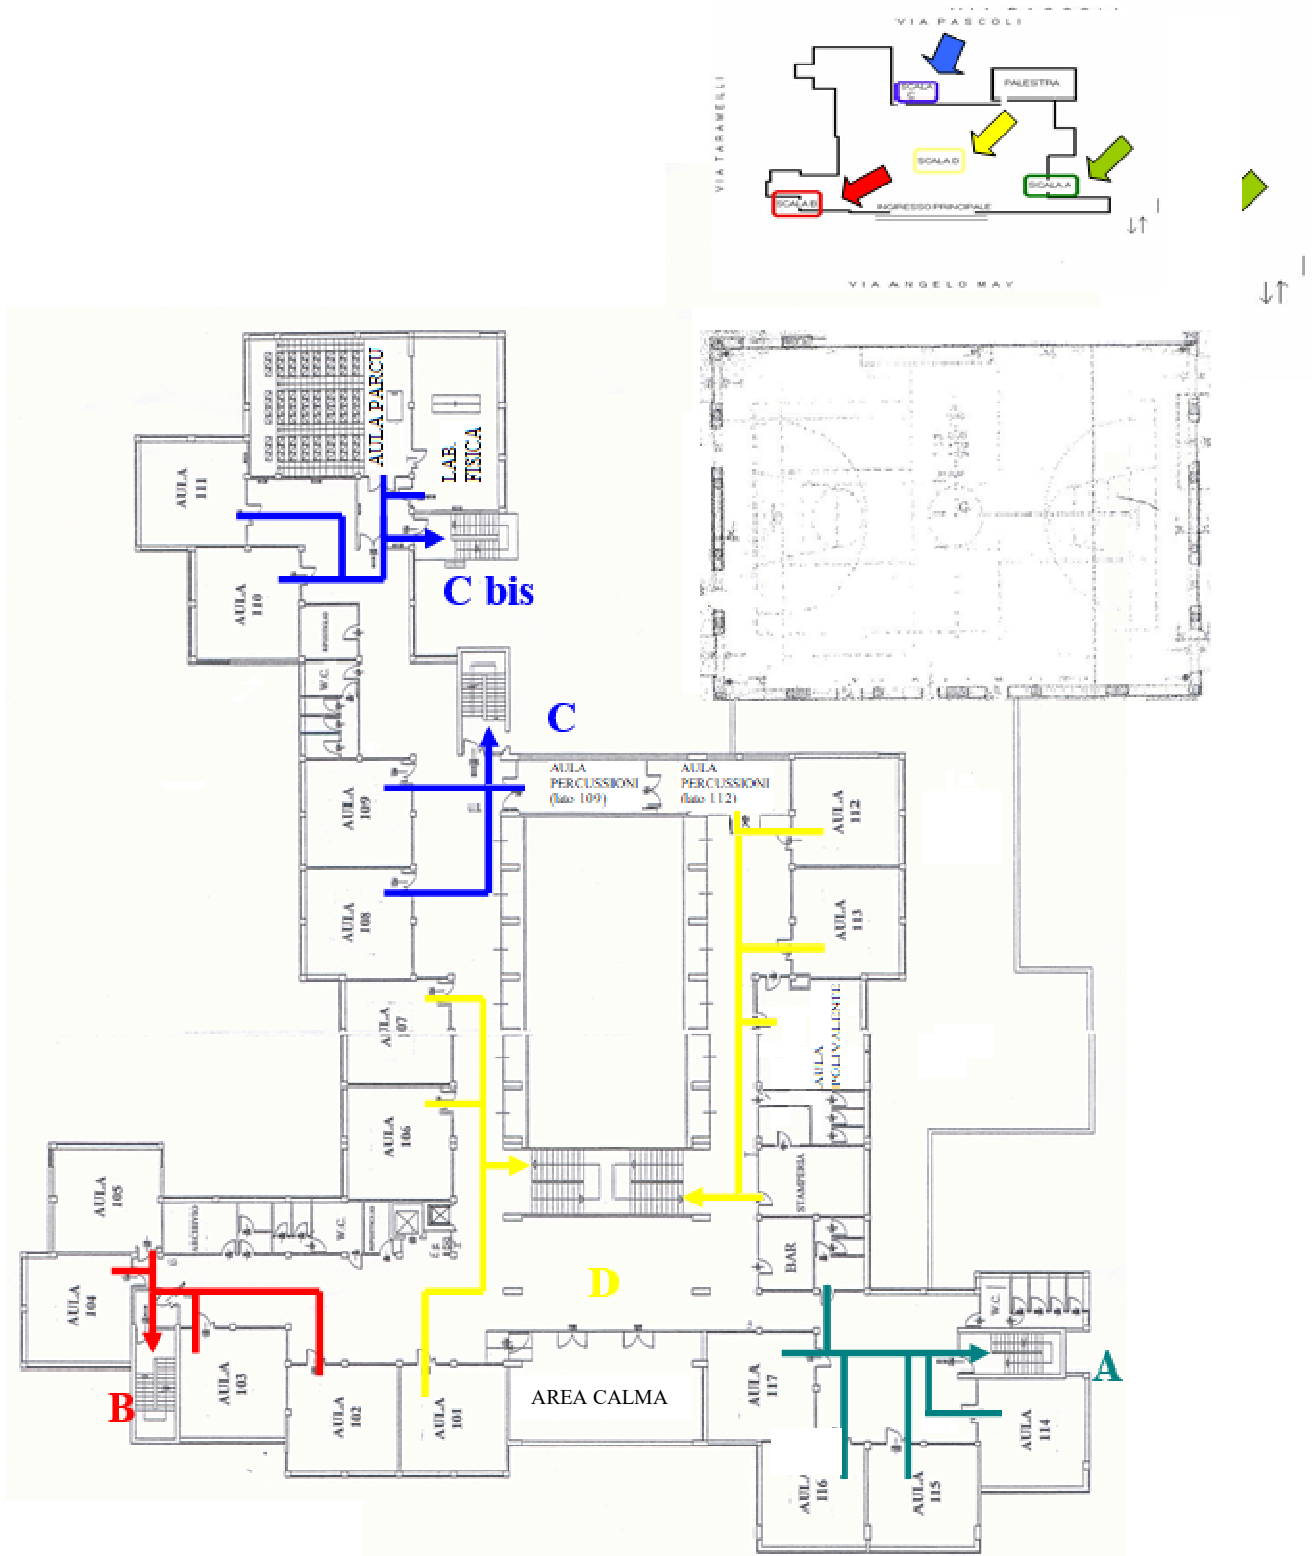 VIA PASCOLI
VIA TARAMELLI
SCALA
C
PALESTRA
SCALA D
SCALA A
SCALA B
INGRESSO PRINCIPALE
VIA ANGELO MAY
↓↑
↓↑
AULA PARCU
LAB.
FISICA
AULA
111
C bis
AULA
110
RIPOSTIGLIO
W.C.
C
AULA
PERCUSSIONI
(lato 109)
AULA
PERCUSSIONI
(lato 112)
AULA
109
AULA
112
AULA
108
AULA
113
AULA
107
AULA
POLIVALENTE
AULA
106
STAMPERIA
AULA
105
ARCHIVIO
W.C.
RIPOSTIGLIO
BAR
D
AULA
104
W.C.
A
B
AULA
103
AULA
102
AULA
101
AREA CALMA
AULA
117
AULA
114
AULA
116
AULA
115